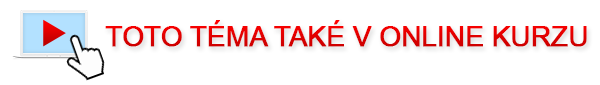 TOTO TÉMA TAKÉ V ONLINE KURZU